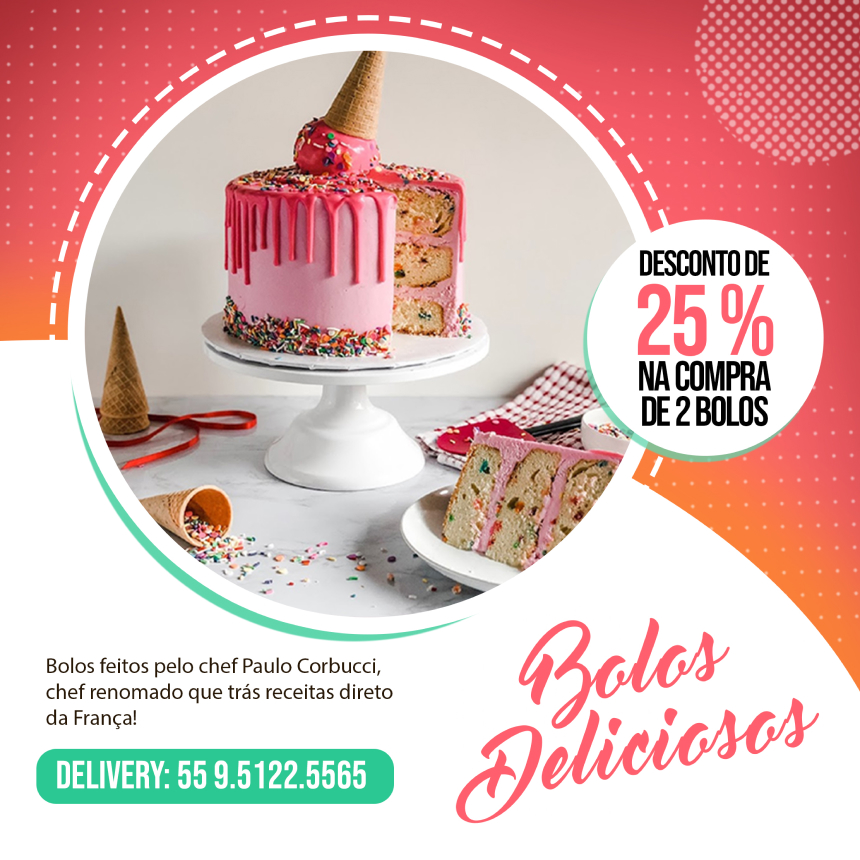 DESCONTO DE
25 %
NA COMPRA
DE 2 BOLOS
Bolos feitos pelo chef Paulo Corbucci,
chef renomado que trás receitas direto
da França!
DELIVERY: 55 9.5122.5565
Bolos
Deliciosos